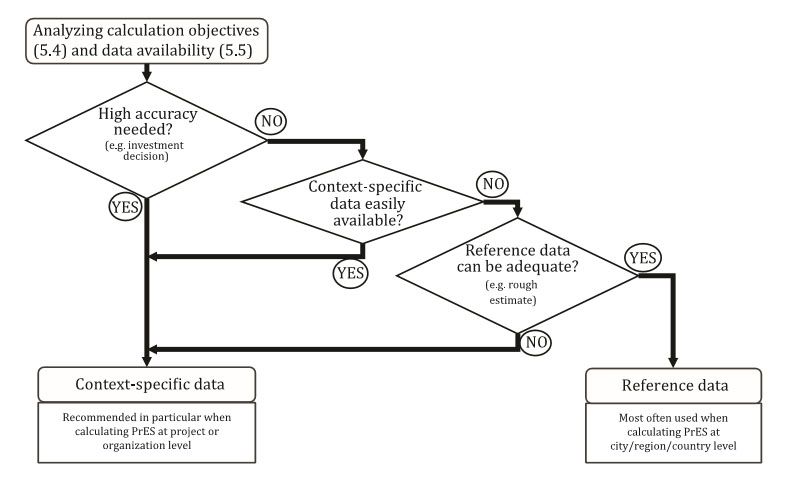 Analyzing calculation objectives
(5.4) and data availability (5.5)
High accuracy
needed?
(e.g. investment
decision)
NO
YES
Context-specific
data easily
available?
NO
YES
Reference data
can be adequate?
(e.g. rough
estimate)
YES
NO
Context-specific data
Recommended in particular when
calculating PrES at project or
organization level
Reference data
Most often used when
calculating PrES at
city/region/country level